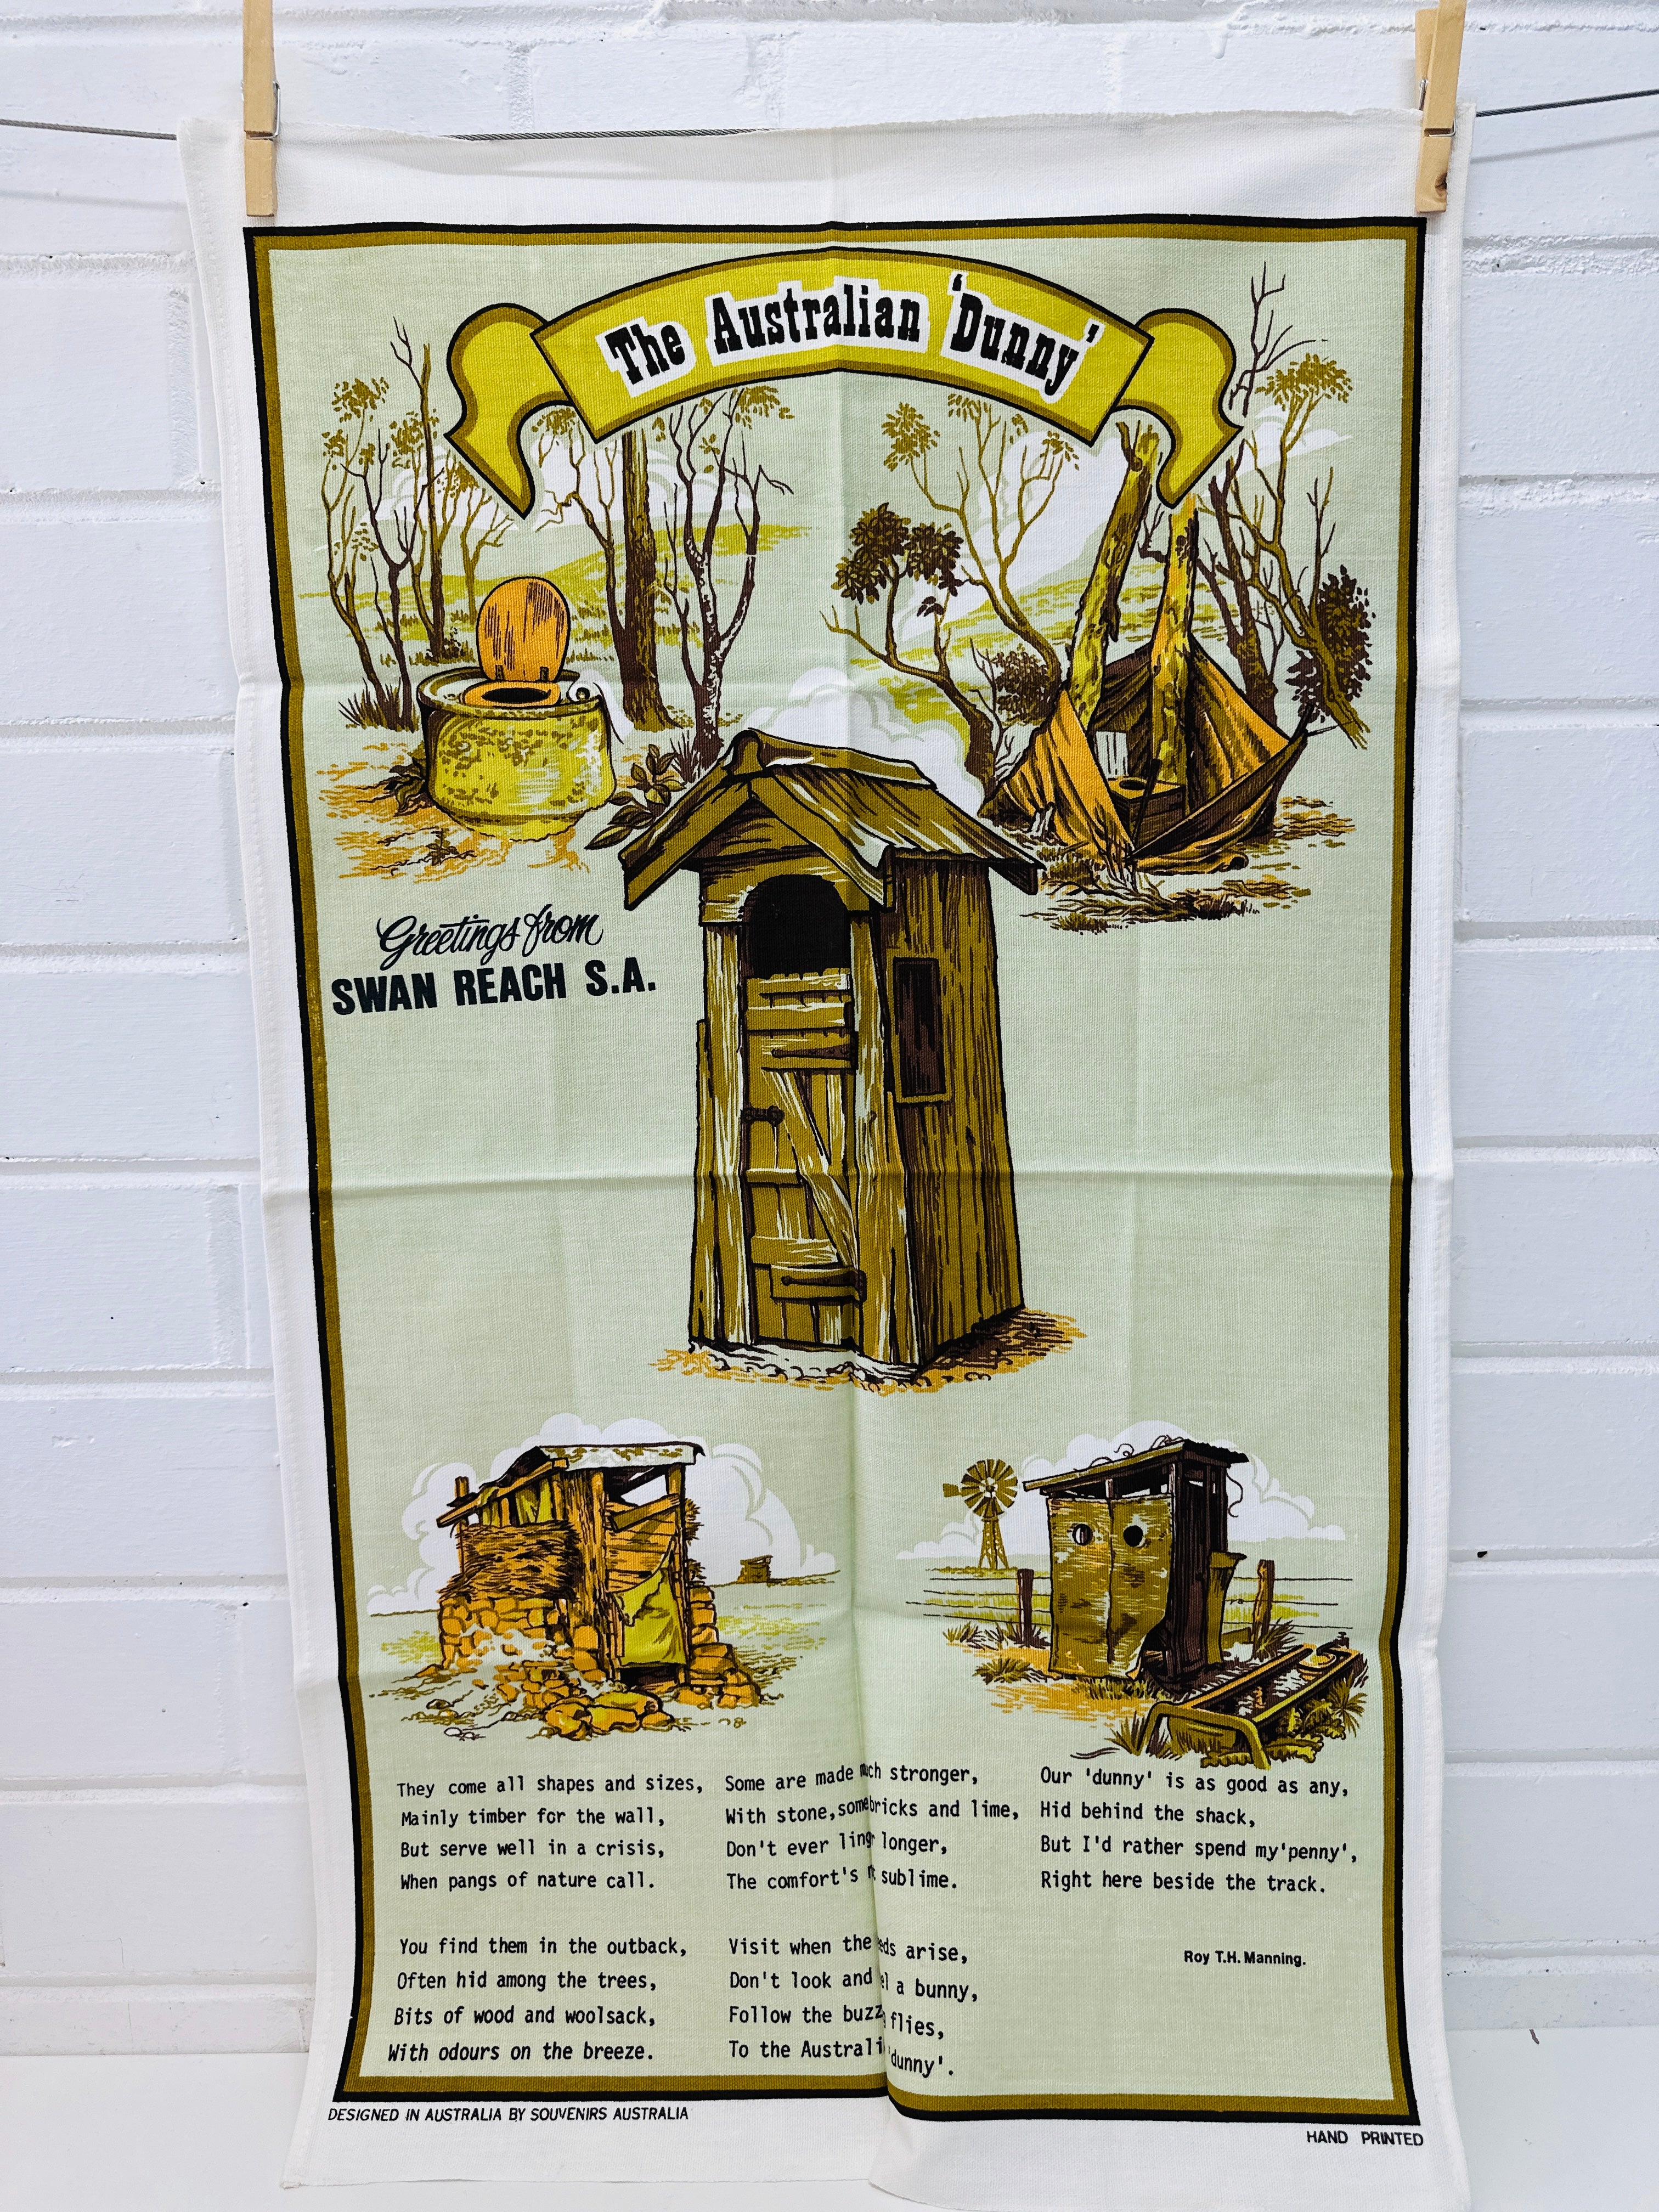 The Australian 'Dunny'
Greetings from
SWAN REACH S.A.
They come all shapes and sizes,
Mainly timber for the wall,
But serve well in a crisis,
When pangs of nature call.
You find them in the outback,
Often hid among the trees,
Bits of wood and woolsack,
With odours on the breeze.
Some are made much stronger,
With stone,some bricks and lime,
Don't ever linger longer,
The comfort's not sublime.
Visit when the arise,
Don't look and a bunny,
Follow the buzzing flies,
To the Australian 'dunny'.
Our 'dunny' is as good as any,
Hid behind the shack,
But I'd rather spend my'penny',
Right here beside the track.
Roy T.H. Manning.
DESIGNED IN AUSTRALIA BY SOUVENIRS AUSTRALIA
HAND PRINTED